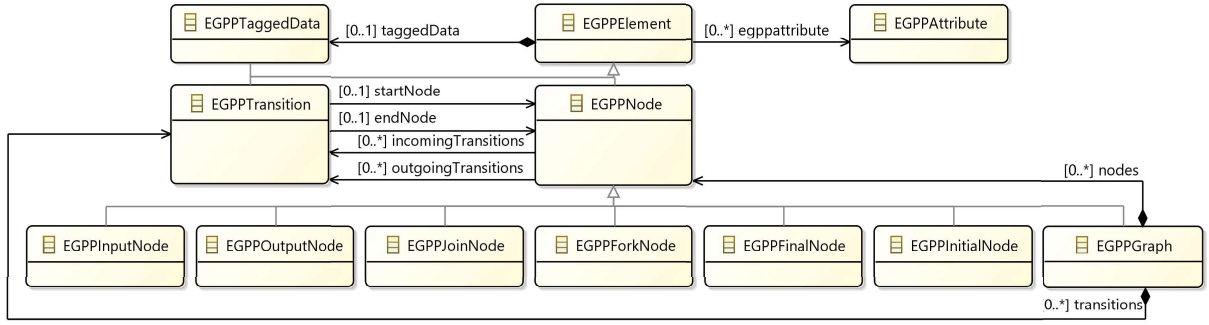 EGPPTaggedData
[0..1] taggedData
EGPPElement
[0..*] egppattribute
EGPPAttribute
EGPPTransition
[0..1] startNode
[0..1] endNode
[0..*] incomingTransitions
[0..*] outgoingTransitions
EGPPNode
[0..*] nodes
EGPPInputNode
EGPPOutputNode
EGPPJoinNode
EGPPForkNode
EGPPFinalNode
EGPPInitialNode
EGPPGraph
0..*] transitions